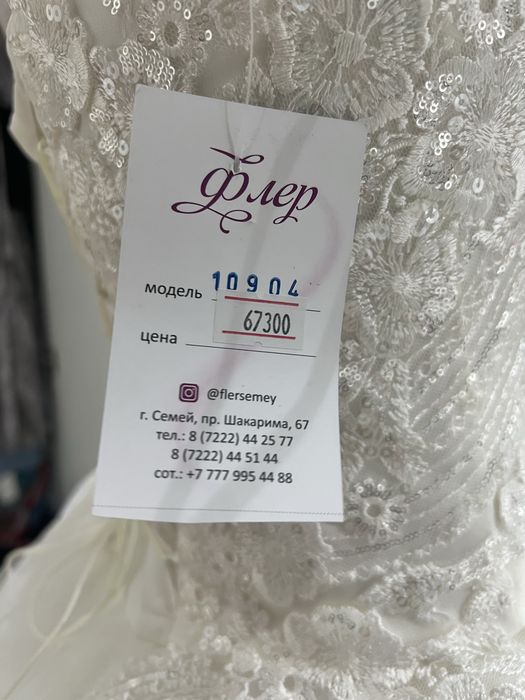 Флер
модель 10904
67300
цена
@flersemey
г. Семей, пр. Шакарима, 67
тел.: 8 (7222) 44 25 77
8 (7222) 44 51 44
сот.: +7 777 995 44 88